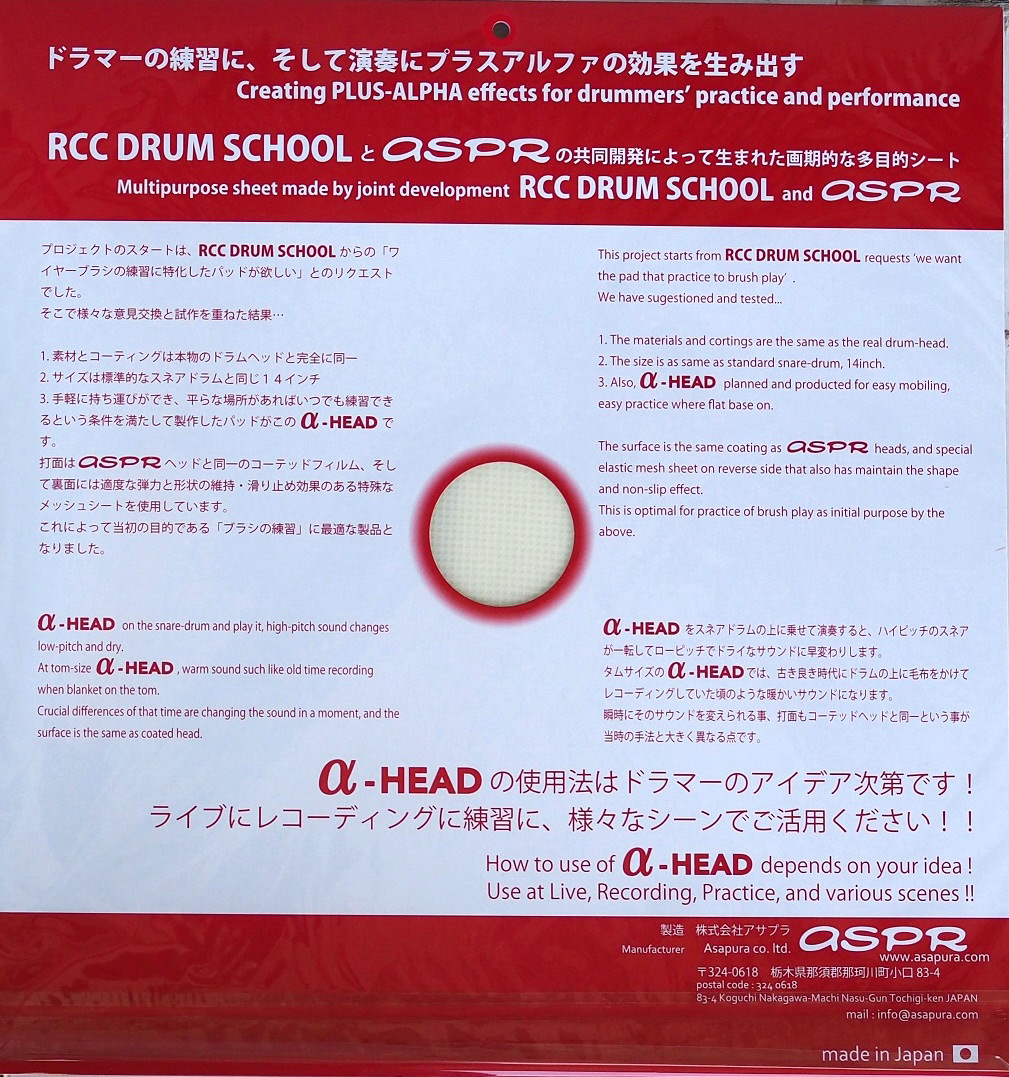 ドラマーの練習に、そして演奏にプラスアルファの効果を生み出す
Creating PLUS-ALPHA effects for drummers' practice and performance
RCC DRUM SCHOOL と ASPR の共同開発によって生まれた画期的な多目的シート
Multipurpose sheet made by joint development RCC DRUM SCHOOL and ASPR
プロジェクトのスタートは、RCC DRUM SCHOOL からの「ワ
イヤーブラシの練習に特化したパッドが欲しい」とのリクエスト
でした。
そこで様々な意見交換と試作を重ねた結果…
1. 素材とコーティングは本物のドラムヘッドと完全に同一
2. サイズは標準的なスネアドラムと同じ１４インチ
3. 手軽に持ち運びができ、平らな場所があればいつでも練習でき
るという条件を満たして製作したパッドがこの α-HEAD で
す。
打面は ASPR ヘッドと同一のコーテッドフィルム、そし
て裏面には適度な弾力と形状の維持・滑り止め効果のある特殊な
メッシュシートを使用しています。
これによって当初の目的である「ブラシの練習」に最適な製品と
なりました。
This project starts from RCC DRUM SCHOOL requests 'we want
the pad that practice to brush play' .
We have sugestioned and tested...
1. The materials and cortings are the same as the real drum-head.
2. The size is as same as standard snare-drum, 14inch.
3. Also, α-HEAD planned and producted for easy mobiling,
easy practice where flat base on.
The surface is the same coating as ASPR heads, and special
elastic mesh sheet on reverse side that also has maintain the shape
and non-slip effect.
This is optimal for practice of brush play as initial purpose by the
above.
α-HEAD on the snare-drum and play it, high-pitch sound changes
low-pitch and dry.
At tom-size α-HEAD , warm sound such like old time recording
when blanket on the tom.
Crucial differences of that time are changing the sound in a moment, and the
surface is the same as coated head.
α-HEAD をスネアドラムの上に乗せて演奏すると、ハイピッチのスネア
が一転してローピッチでドライなサウンドに早変わりします。
タムサイズの α-HEAD では、古き良き時代にドラムの上に毛布をかけて
レコーディングしていた頃のような暖かいサウンドになります。
瞬時にそのサウンドを変えられる事、打面もコーテッドヘッドと同一という事が
当時の手法と大きく異なる点です。
α-HEAD の使用法はドラマーのアイデア次第です！
ライブにレコーディングに練習に、様々なシーンでご活用ください！！
How to use of α-HEAD depends on your idea !
Use at Live, Recording, Practice, and various scenes !!
製造 株式会社アサプラ
Manufacturer Asapura co. ltd. ASPR
www.asapura.com
〒324-0618 栃木県那須郡那珂川町小口 83-4
postal code : 324 0618
83-4 Koguchi Nakagawa-Machi Nasu-Gun Tochigi-ken JAPAN
mail : info@asapura.com
made in Japan